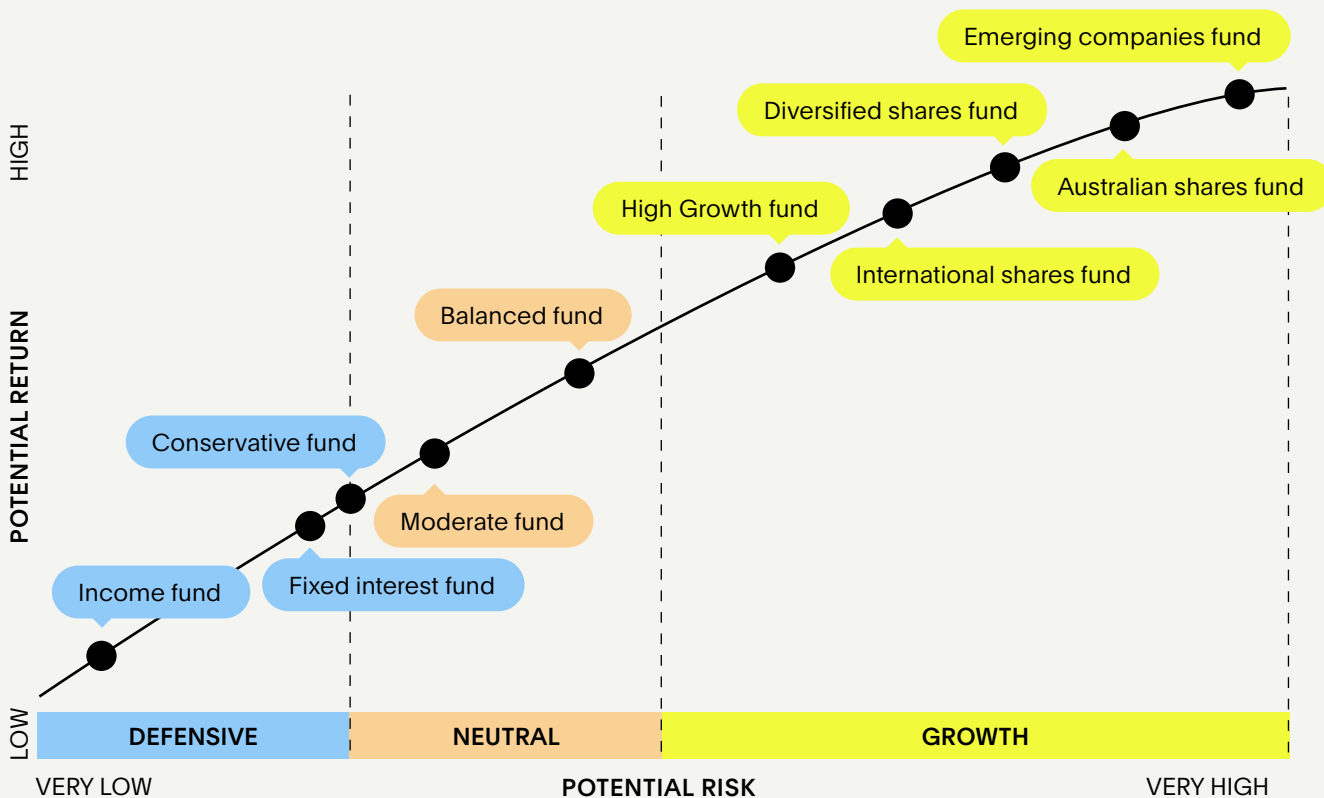 Emerging companies fund
Diversified shares fund
Australian shares fund
High Growth fund
International shares fund
Balanced fund
Conservative fund
Moderate fund
Fixed interest fund
Income fund
HIGH
POTENTIAL RETURN
LOW
DEFENSIVE
NEUTRAL
GROWTH
VERY LOW
POTENTIAL RISK
VERY HIGH